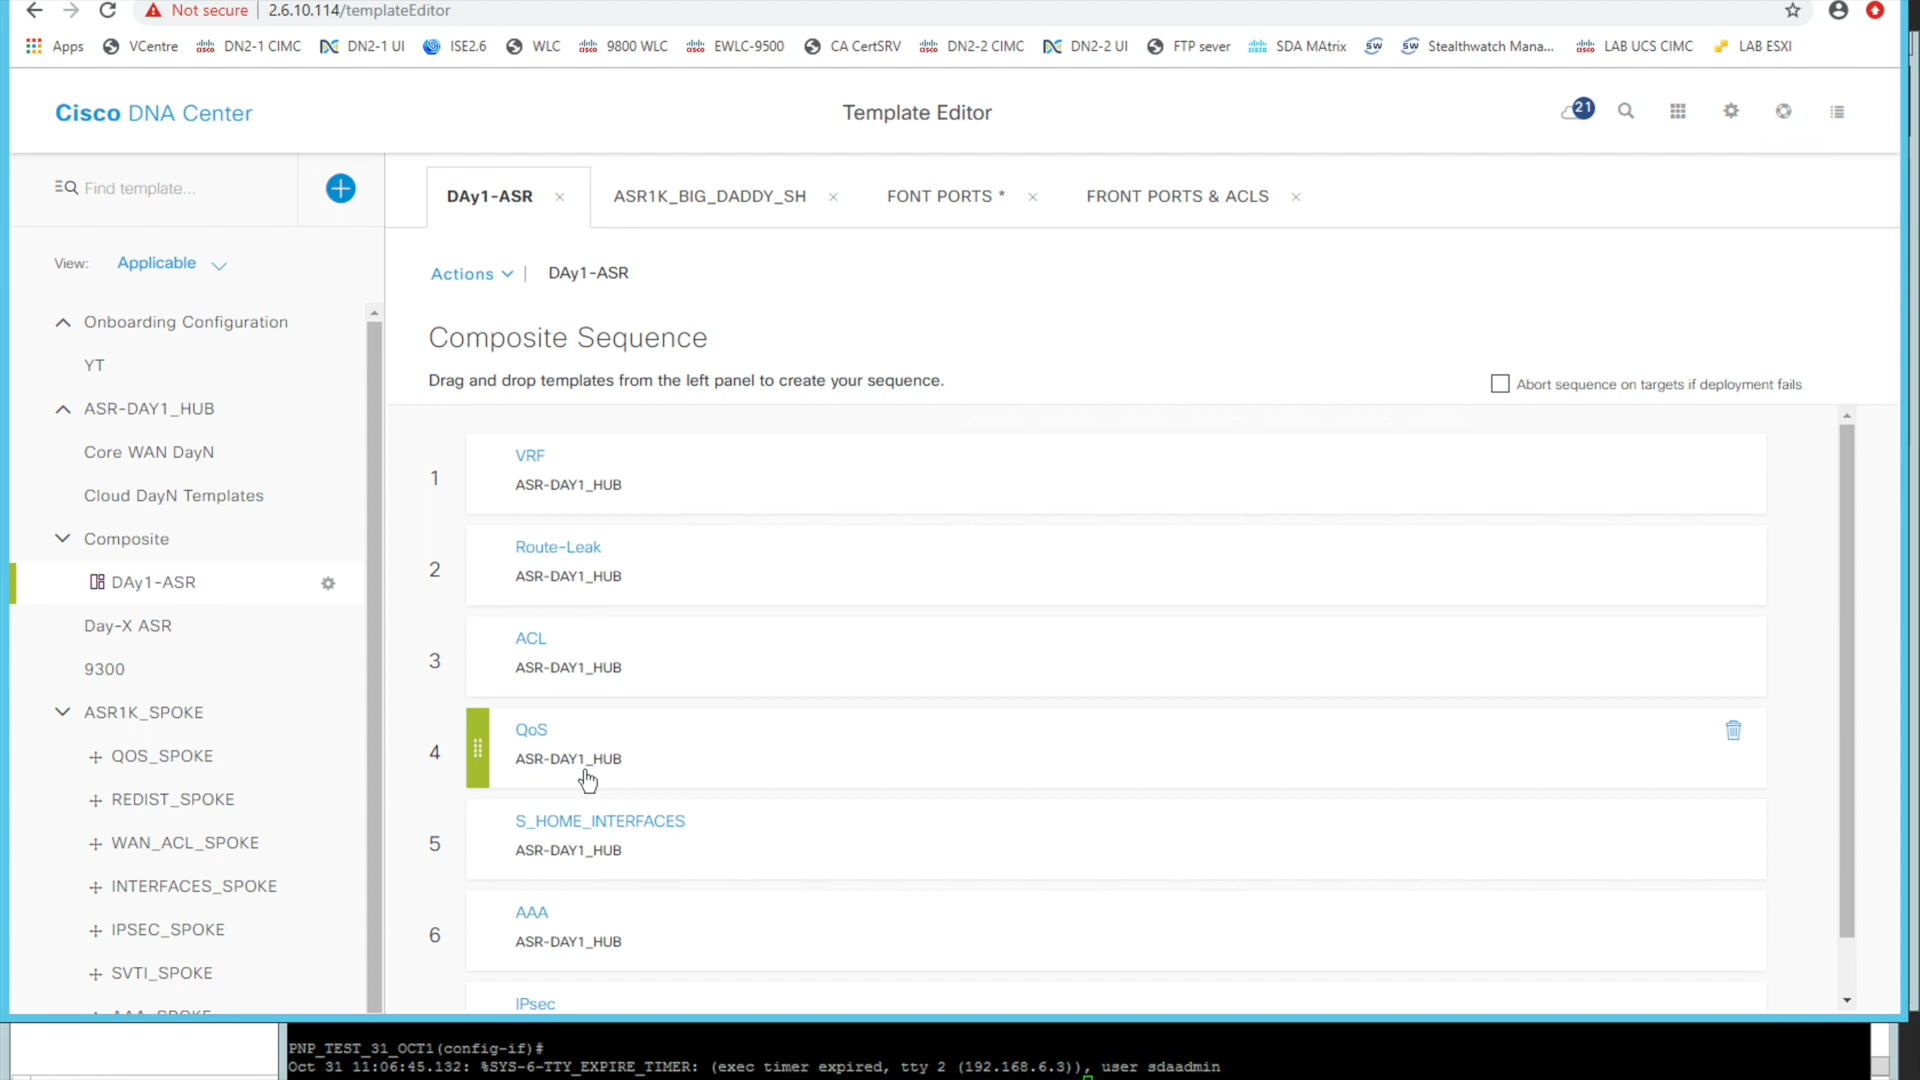 Not secure | 2.6.10.114/templateEditor
Apps VCentre DN2-1 CIMC DN2-1 UI ISE2.6 WLC 9800 WLC EWLC-9500 CA CertSRV DN2-2 CIMC DN2-2 UI FTP sever SDA MAtrix Stealthwatch Mana... LAB UCS CIMC LAB ESXI
Cisco DNA Center
Template Editor
21
Find template...
DAy1-ASR ASR1K_BIG_DADDY_SH FONT PORTS * FRONT PORTS & ACLS
View: Applicable
Actions | DAy1-ASR
Onboarding Configuration
YT
ASR-DAY1_HUB
Core WAN DayN
Cloud DayN Templates
Composite
DAy1-ASR
Day-X ASR
9300
ASR1K_SPOKE
QOS_SPOKE
REDIST_SPOKE
WAN_ACL_SPOKE
INTERFACES_SPOKE
IPSEC_SPOKE
SVTI_SPOKE
AAA_SPOKE
Composite Sequence
Drag and drop templates from the left panel to create your sequence.
Abort sequence on targets if deployment fails
1
VRF
ASR-DAY1_HUB
2
Route-Leak
ASR-DAY1_HUB
3
ACL
ASR-DAY1_HUB
4
QoS
ASR-DAY1_HUB
5
S_HOME_INTERFACES
ASR-DAY1_HUB
6
AAA
ASR-DAY1_HUB
IPsec
PNP_TEST_31_OCT1(config-if)#
Oct 31 11:06:45.132: %SYS-6-TTY_EXPIRE_TIMER: (exec timer expired, tty 2 (192.168.6.3)), user sdaadmin